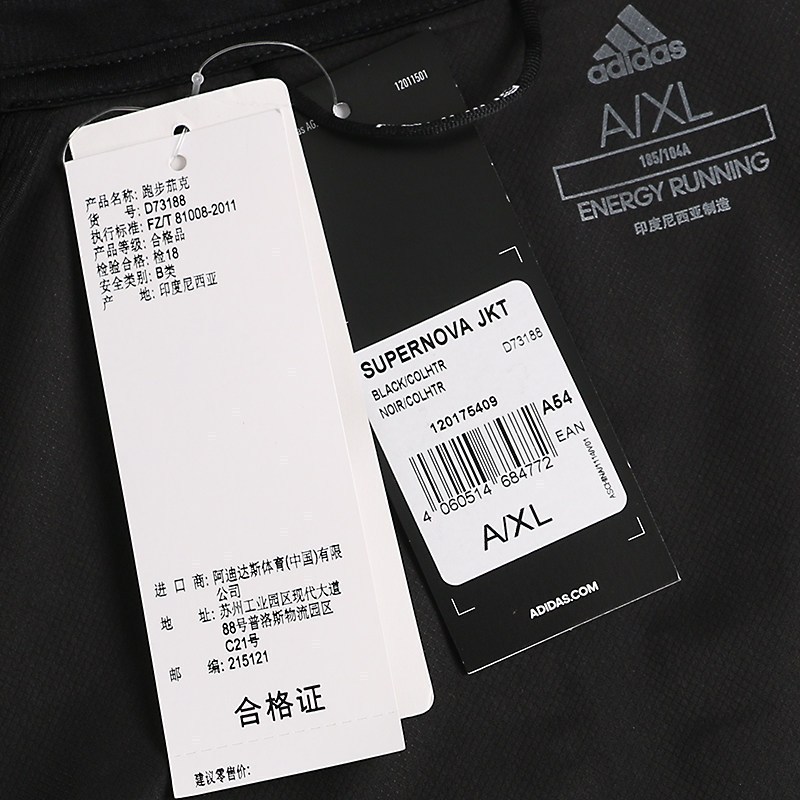 产品名称: 跑步茄克
货 号: D73188
执行标准: FZ/T 81008-2011
产品等级: 合格品
检验合格: 检18
安全类别: B类
产 地: 印度尼西亚
进 口 商: 阿迪达斯体育(中国)有限
公司
地 址: 苏州工业园区现代大道
88号普洛斯物流园区
C21号
邮 编: 215121
合格证
建议零售价:
12011501
das AG.
SUPERNOVA JKT
D73188
BLACK/COLHTR
NOIR/COLHTR
120175409
A54
EAN
4 060514 684772
A/XL
ADIDAS.COM
adidas
A/XL
185/104A
ENERGY RUNNING
印度尼西亚制造